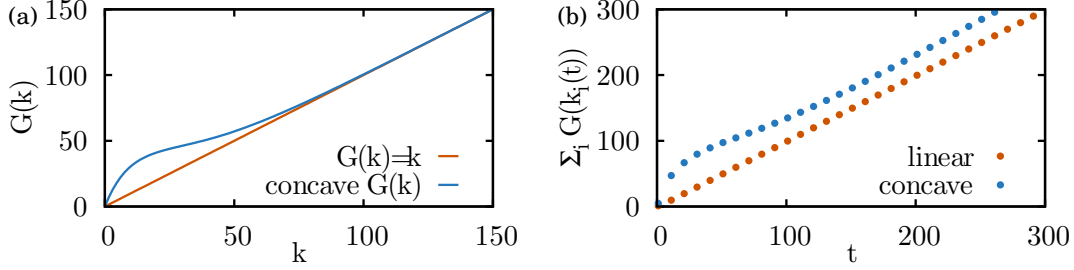 (a)
150
100
50
0
G(k)
G(k)=k
concave G(k)
0 50 100 150
k
(b)
300
200
100
0
Σi G(ki(t))
linear
concave
0 100 200 300
t